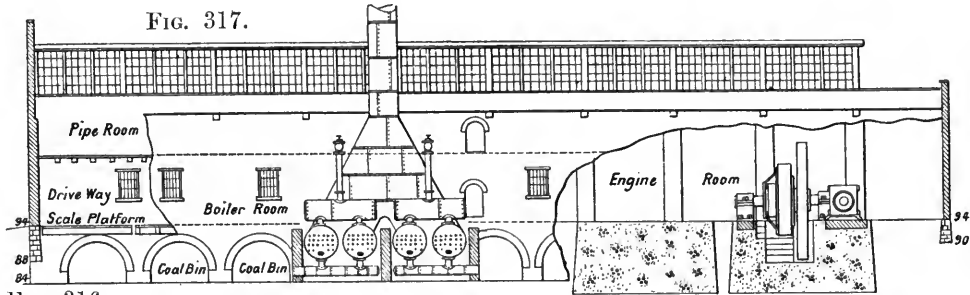 FIG. 317.
Pipe Room
Drive Way
Scale Platform
Boiler Room
Engine Room
94
88
84
Coal Bin
Coal Bin
94
90